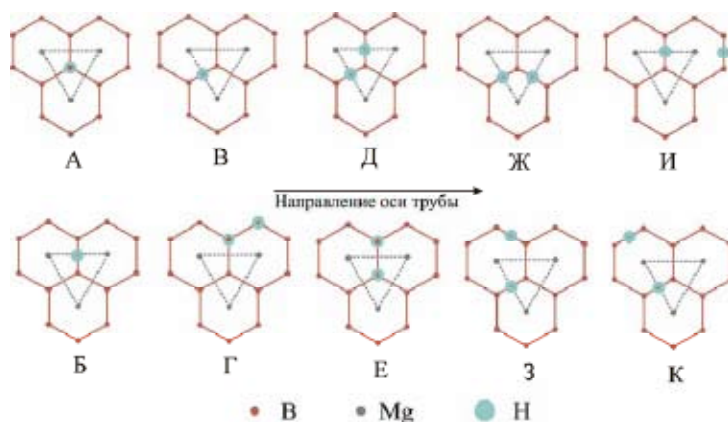 А В Д Ж И
Направление оси трубы
Б Г Е З К
B Mg H